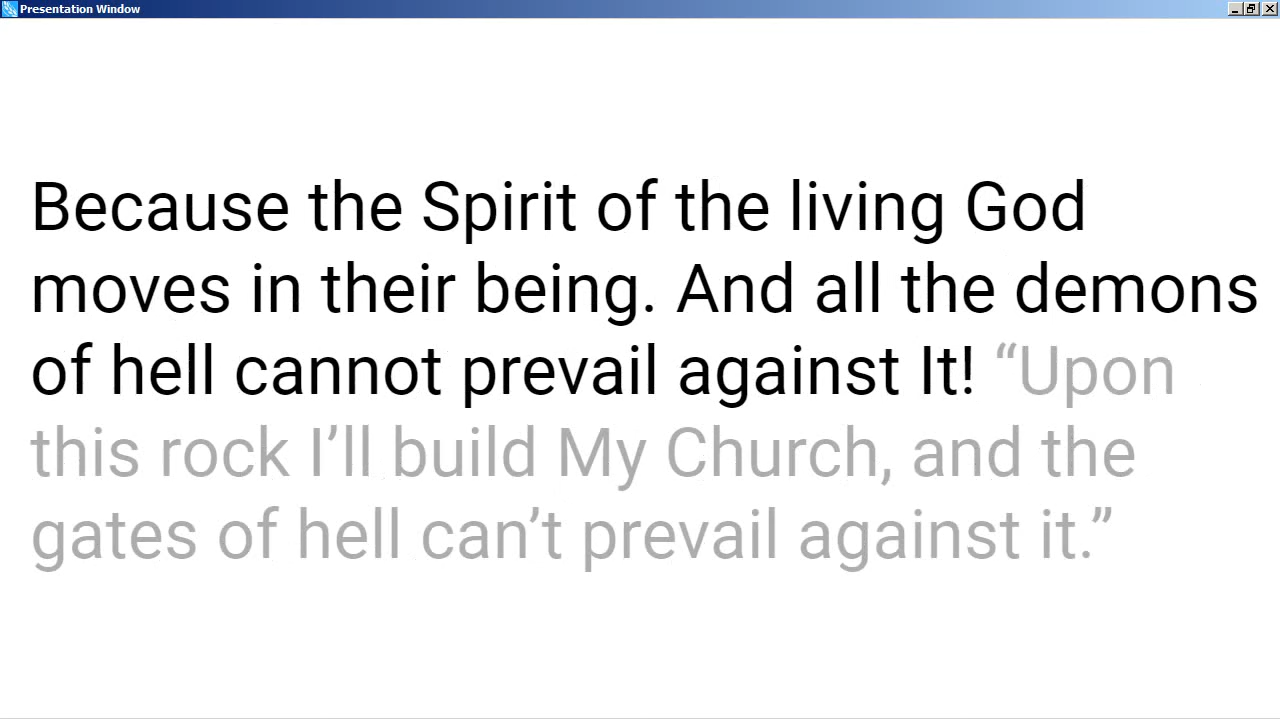 Presentation Window
Because the Spirit of the living God
moves in their being. And all the demons
of hell cannot prevail against It! “Upon
this rock I’ll build My Church, and the
gates of hell can’t prevail against it.”